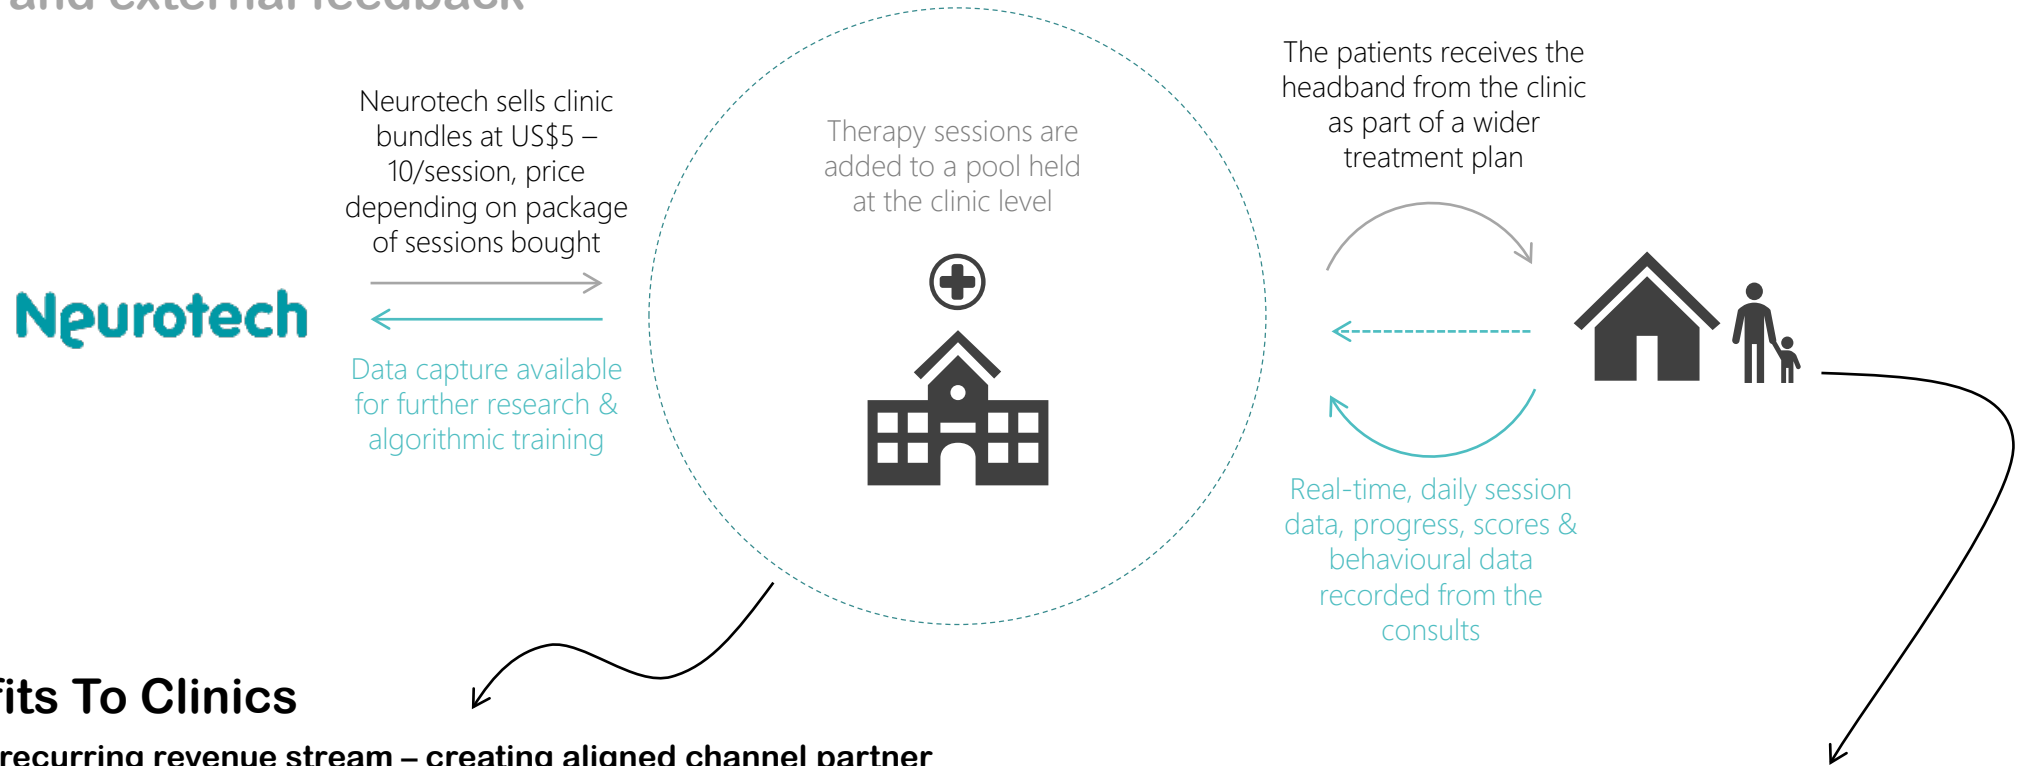 and external feedback
The patients receives the
headband from the clinic
as part of a wider
treatment plan
Neurotech sells clinic
bundles at US$5 –
10/session, price
depending on package
of sessions bought
Therapy sessions are
added to a pool held
at the clinic level
Neurotech
Data capture available
for further research &
algorithmic training
Real-time, daily session
data, progress, scores &
behavioural data
recorded from the
consults
fits To Clinics
recurring revenue stream – creating aligned channel partner